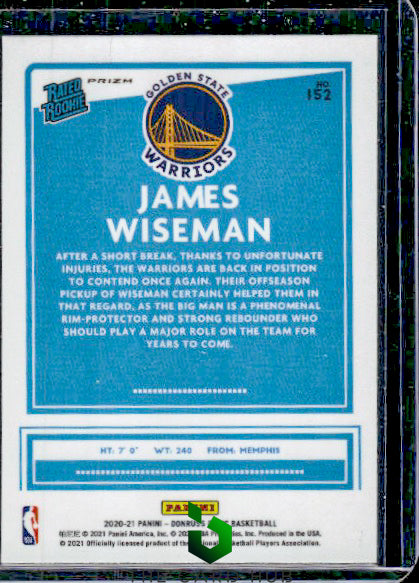 RATED
ROOKIE
PRIZM
GOLDEN STATE
WARRIORS
NO.
152
JAMES
WISEMAN
AFTER A SHORT BREAK, THANKS TO UNFORTUNATE
INJURIES, THE WARRIORS ARE BACK IN POSITION
TO CONTEND ONCE AGAIN. THEIR OFFSEASON
PICKUP OF WISEMAN CERTAINLY HELPED THEM IN
THAT REGARD, AS THE BIG MAN IS A PHENOMENAL
RIM-PROTECTOR AND STRONG REBOUNDER WHO
SHOULD PLAY A MAJOR ROLE ON THE TEAM FOR
YEARS TO COME.
HT: 7' 0" WT: 240 FROM: MEMPHIS
PANINI
2020-21 PANINI – DONRUSS BASKETBALL
© 2021 Panini America, Inc. © Inc. Produced in the USA.
© 2021 Officially licensed product of the Basketball Players Association.